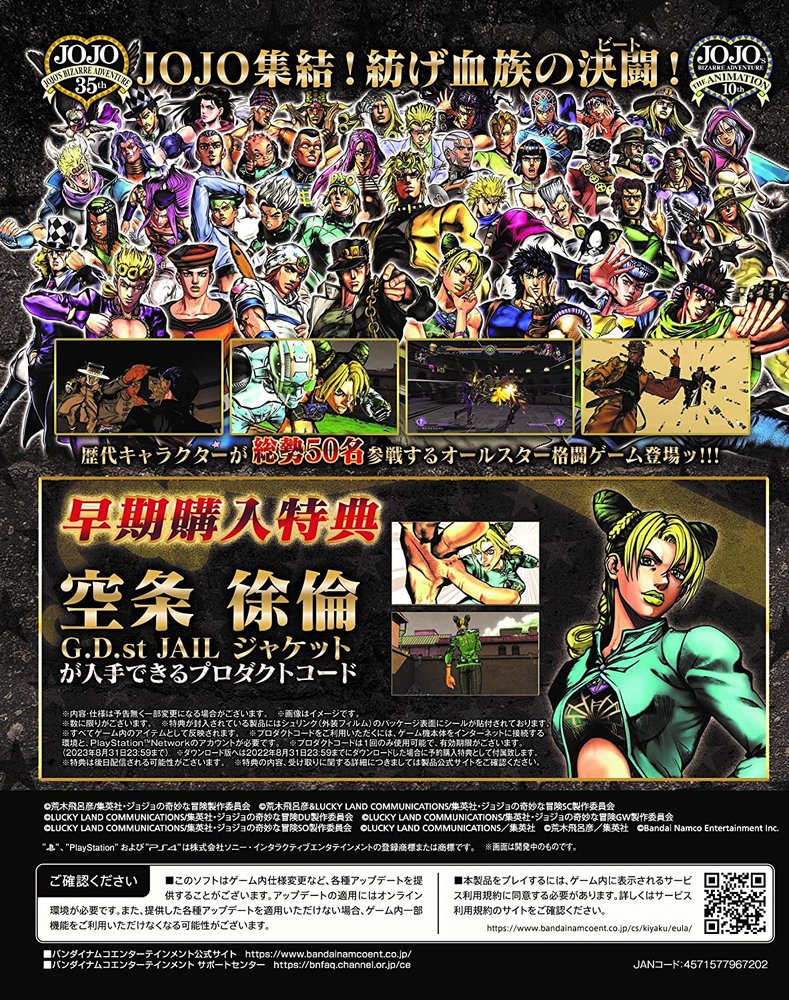 JOJO
JOJO'S BIZARRE ADVENTURE
35th
JOJO集結！紡げ血族の決闘！
ビート
JOJO
BIZARRE ADVENTURE
THE ANIMATION
10th
歴代キャラクターが総勢50名参戦するオールスター格闘ゲーム登場ッ!!!
早期購入特典
空条 徐倫
G.D.st JAIL ジャケット
が入手できるプロダクトコード
※内容・仕様は予告無く一部変更になる場合がございます。 ※画像はイメージです。
※数に限りがございます。 ※特典が封入されている製品にはシュリンク（外装フィルム）のパッケージ表面にシールが貼付されております
※すべてゲーム内のアイテムとして反映されます。 ※プロダクトコードをご利用いただくには、ゲーム機本体をインターネットに接続する
環境と、PlayStation™Networkのアカウントが必要です。 ※プロダクトコードは1回のみ使用可能で、有効期限がございます。
（2023年8月31日23:59まで） ※ダウンロード版へは2022年8月31日23:59までにダウンロードした場合に予約購入特典として付属致します。
※特典は後日配信される可能性がございます。 ※特典の内容、受け取りに関する詳細につきましては製品公式サイトをご確認ください。
©荒木飛呂彦/集英社・ジョジョの奇妙な冒険製作委員会 ©荒木飛呂彦&LUCKY LAND COMMUNICATIONS/集英社・ジョジョの奇妙な冒険SC製作委員会
©LUCKY LAND COMMUNICATIONS/集英社・ジョジョの奇妙な冒険DU製作委員会 ©LUCKY LAND COMMUNICATIONS/集英社・ジョジョの奇妙な冒険GW製作委員会
©LUCKY LAND COMMUNICATIONS/集英社・ジョジョの奇妙な冒険SO製作委員会 ©LUCKY LAND COMMUNICATIONS／集英社 ©荒木飛呂彦／集英社 ©Bandai Namco Entertainment Inc.
"PlayStation" および"PS4"は株式会社ソニー・インタラクティブエンタテインメントの登録商標または商標です。 ※画面は開発中のものです。
ご確認ください
■このソフトはゲーム内仕様変更など、各種アップデートを提
供することがございます。アップデートの適用にはオンライン
環境が必要です。また、提供した各種アップデートを適用いただけない場合、ゲーム内一部
機能をご利用いただけなくなる可能性がございます。
■本製品をプレイするには、ゲーム内に表示されるサービ
ス利用規約に同意する必要があります。詳しくはサービス
利用規約のサイトをご確認ください。
https://www.bandainamcoent.co.jp/cs/kiyaku/eula/
■バンダイナムコエンターテインメント公式サイト https://www.bandainamcoent.co.jp/
■バンダイナムコエンターテインメント サポートセンター https://bnfaq.channel.or.jp/ce
JANコード：4571577967202